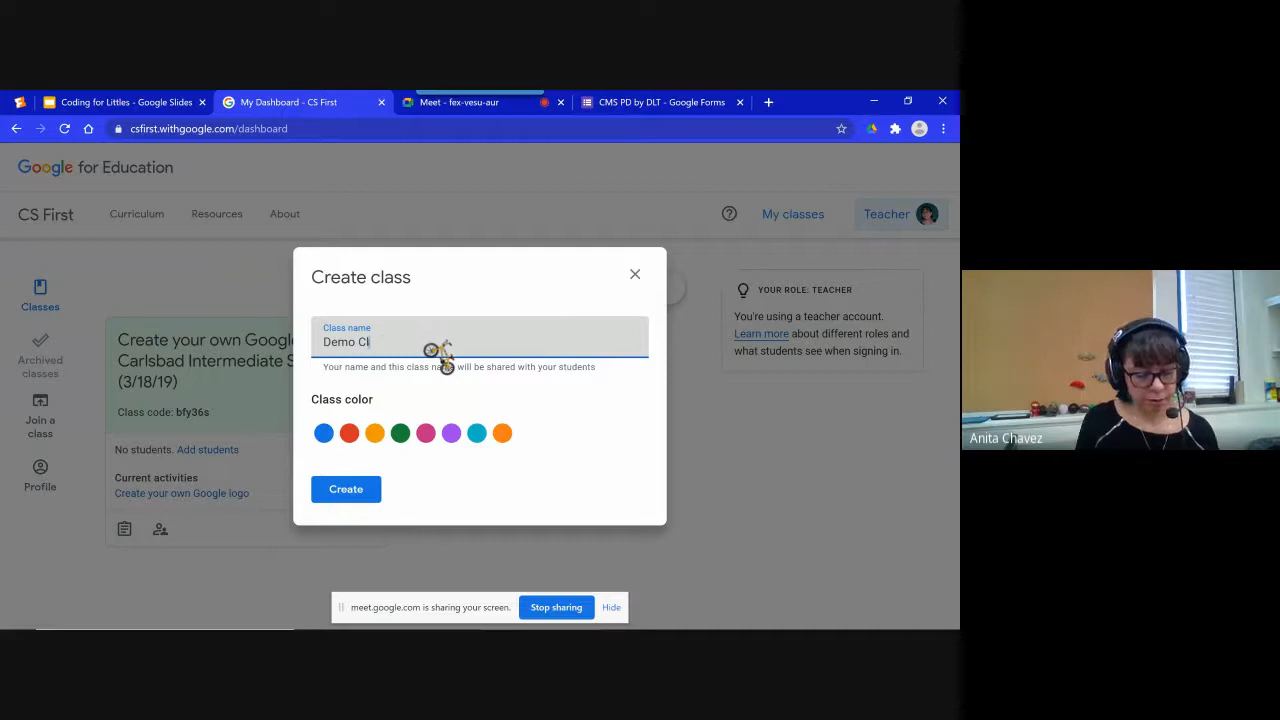 Coding for Littles - Google Slides
My Dashboard - CS First
Meet - fex-vesu-aur
CMS PD by DLT - Google Forms
csfirst.withgoogle.com/dashboard
Google for Education
CS First
Curriculum
Resources
About
My classes
Teacher
Classes
Archived
classes
Join a
class
Profile
Create your own Google
Carlsbad Intermediate S
(3/18/19)
Class code: bfy36s
No students. Add students
Current activities
Create your own Google logo
Create class
Class name
Demo Cl
Your name and this class will be shared with your students
Class color
Create
YOUR ROLE: TEACHER
You're using a teacher account.
Learn more about different roles and
what students see when signing in.
meet.google.com is sharing your screen.
Stop sharing
Hide
Anita Chavez